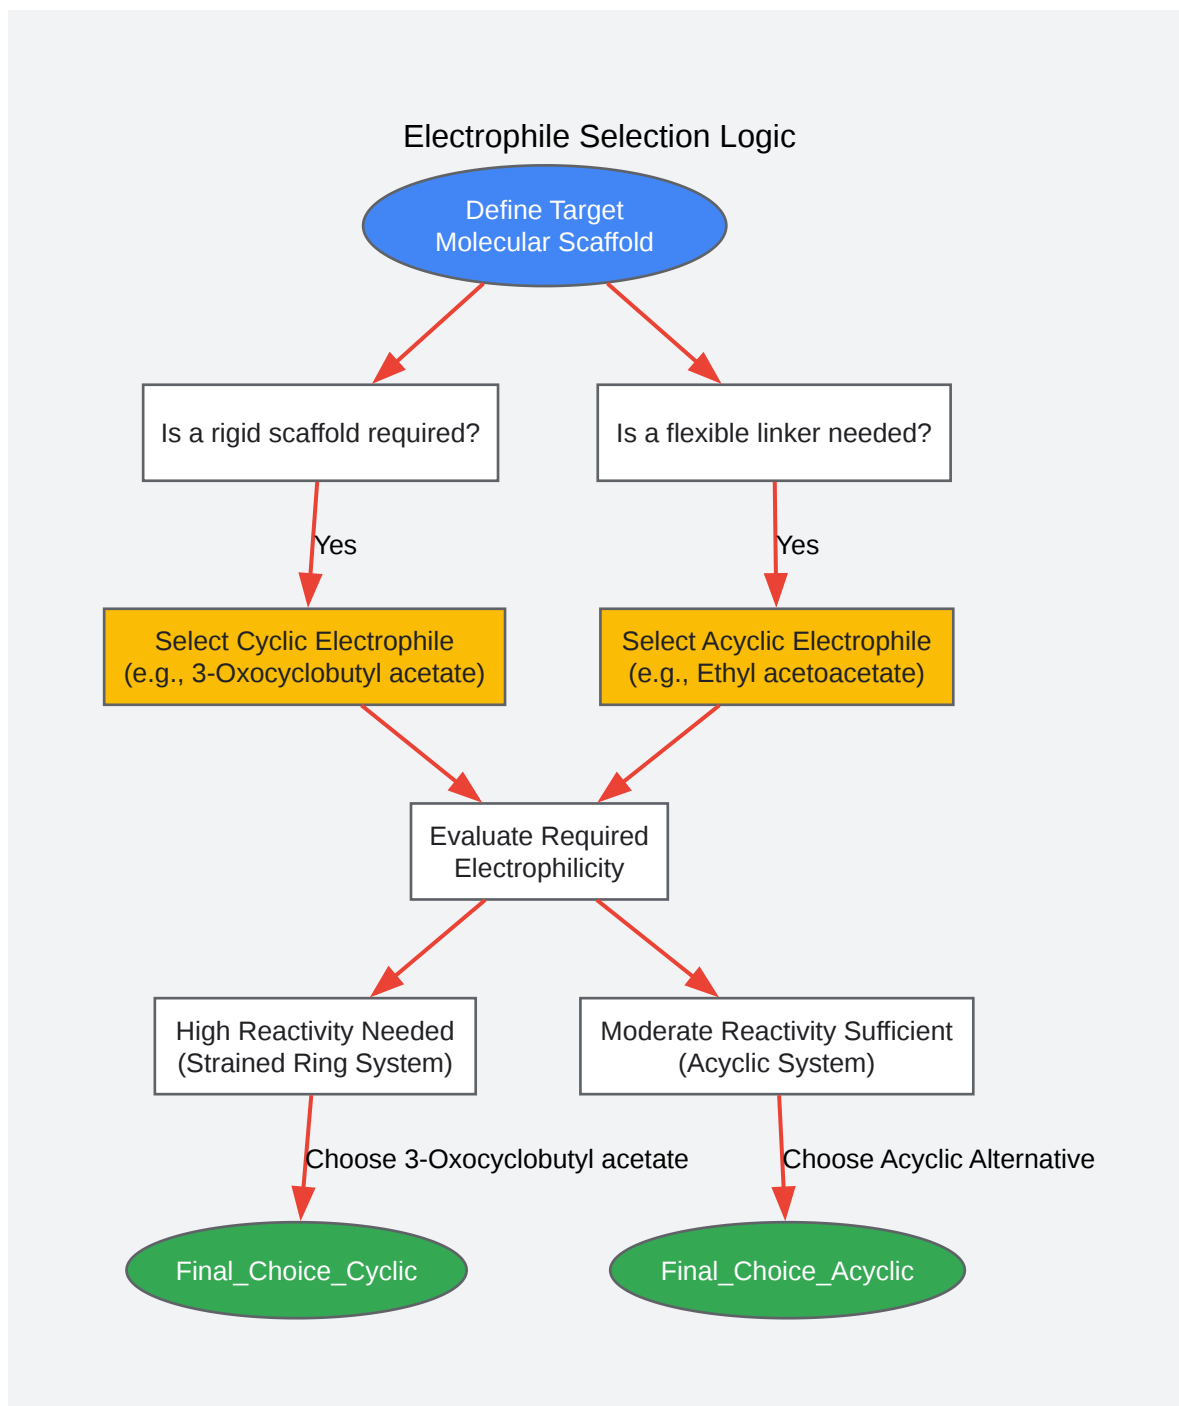 Electrophile Selection Logic
Define Target
Molecular Scaffold
Is a rigid scaffold required?
Is a flexible linker needed?
Yes
Yes
Select Cyclic Electrophile
(e.g., 3-Oxocyclobutyl acetate)
Select Acyclic Electrophile
(e.g., Ethyl acetoacetate)
Evaluate Required
Electrophilicity
High Reactivity Needed
(Strained Ring System)
Moderate Reactivity Sufficient
(Acyclic System)
Choose 3-Oxocyclobutyl acetate
Choose Acyclic Alternative
Final_Choice_Cyclic
Final_Choice_Acyclic